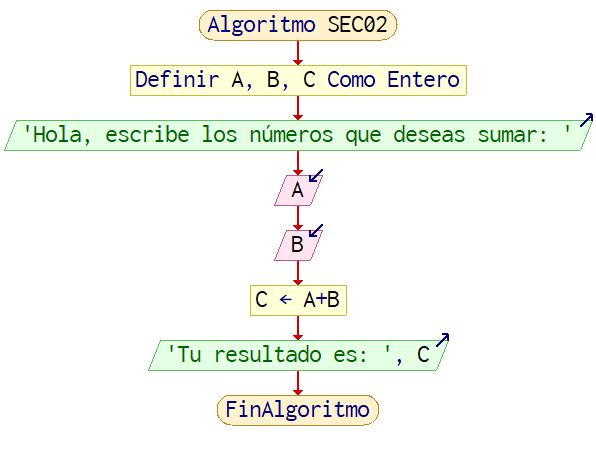 Algoritmo SEC02
Definir A, B, C Como Entero
'Hola, escribe los números que deseas sumar: '
A
B
C ← A+B
'Tu resultado es: ', C
FinAlgoritmo